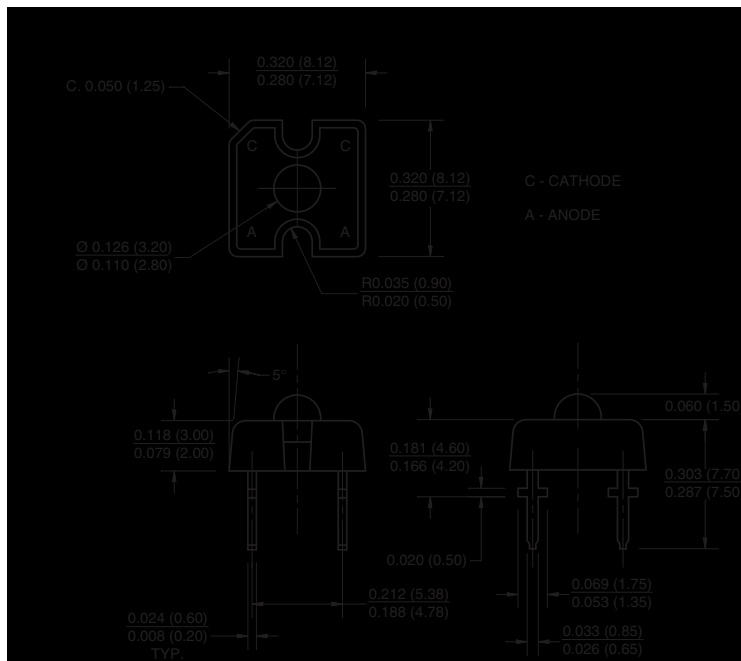 0.320 (8.12)
0.280 (7.12)
C. 0.050 (1.25)
C
C
0.320 (8.12)
0.280 (7.12)
C - CATHODE
A - ANODE
A
A
Ø 0.126 (3.20)
Ø 0.110 (2.80)
R0.035 (0.90)
R0.020 (0.50)
5°
0.060 (1.50
0.118 (3.00)
0.079 (2.00)
0.181 (4.60)
0.166 (4.20)
0.303 (7.70
0.287 (7.50)
0.020 (0.50)
0.069 (1.75)
0.053 (1.35)
0.212 (5.38)
0.188 (4.78)
0.024 (0.60)
0.008 (0.20)
TYP.
0.033 (0.85)
0.026 (0.65)